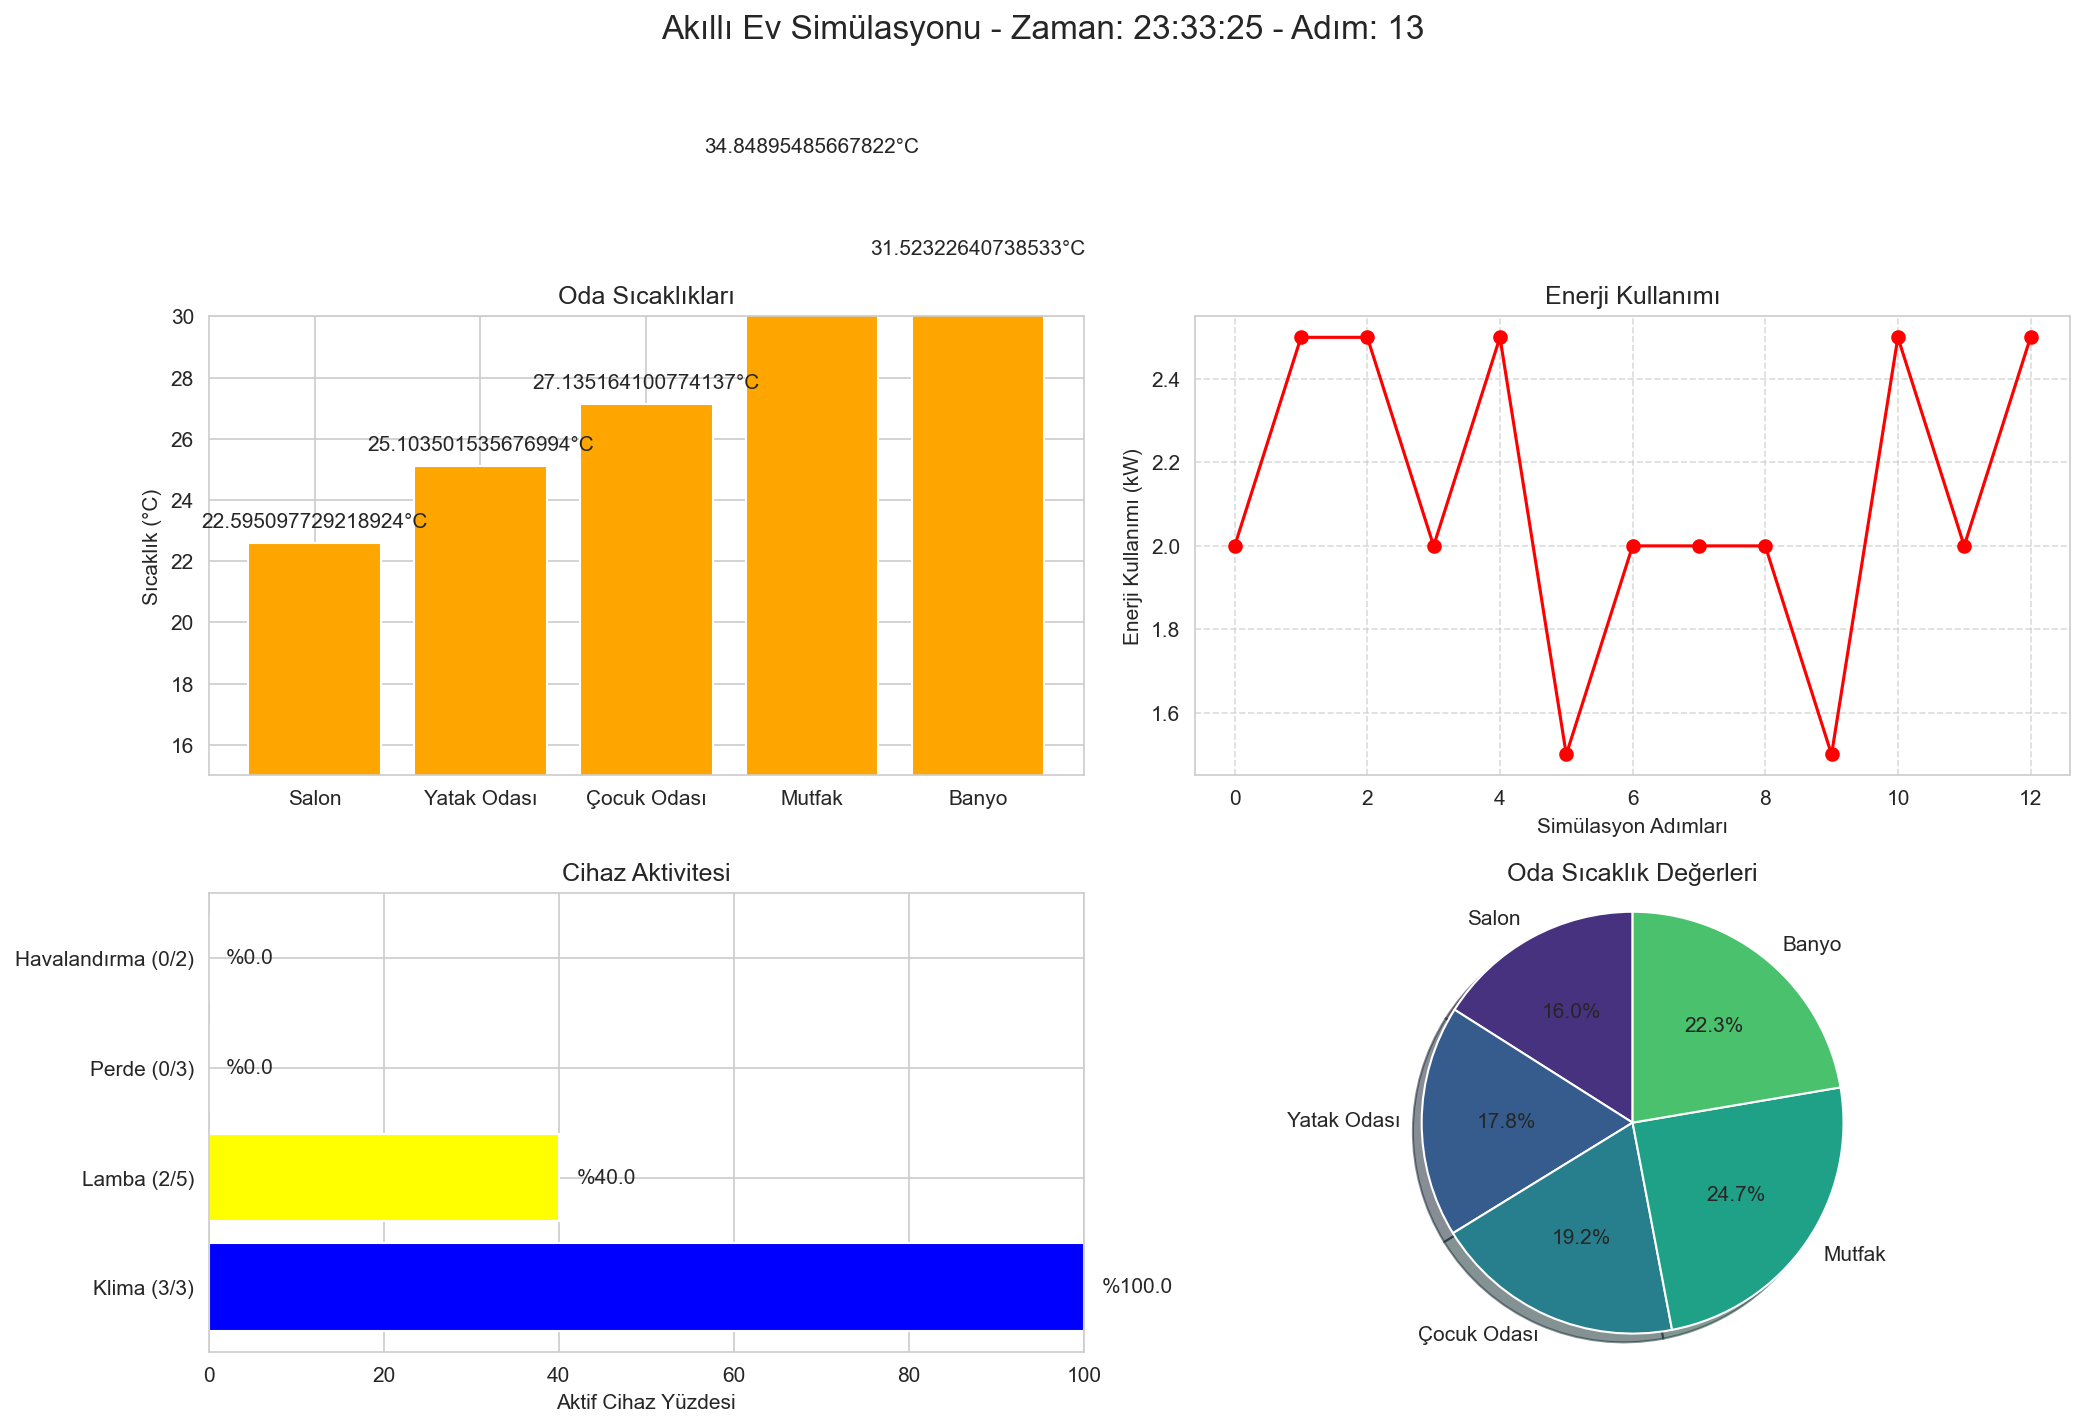 Akıllı Ev Simülasyonu - Zaman: 23:33:25 - Adım: 13
34.84895485667822°C
31.52322640738533°C
Oda Sıcaklıkları
30
28
26
24
22
20
18
16
Sıcaklık (°C)
22.595097729218924°C
25.103501535676994°C
27.135164100774137°C
Salon
Yatak Odası
Çocuk Odası
Mutfak
Banyo
Enerji Kullanımı
2.4
2.2
2.0
1.8
1.6
Enerji Kullanımı (kW)
0
2
4
6
8
10
12
Simülasyon Adımları
Cihaz Aktivitesi
Havalandırma (0/2)
%0.0
Perde (0/3)
%0.0
Lamba (2/5)
%40.0
Klima (3/3)
%100.0
0
20
40
60
80
100
Aktif Cihaz Yüzdesi
Oda Sıcaklık Değerleri
Salon
16.0%
Banyo
22.3%
Yatak Odası
17.8%
24.7%
Mutfak
19.2%
Çocuk Odası